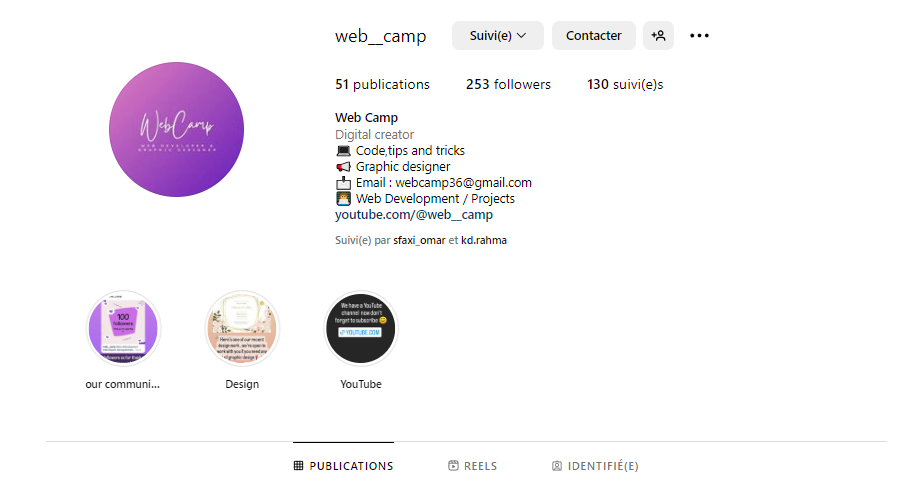 web__camp Suivi(e) Contacter
51 publications 253 followers 130 suivi(e)s
WebCamp
WEB DEVELOPER &
GRAPHIC DESIGNER
Web Camp
Digital creator
💻 Code,tips and tricks
📢 Graphic designer
📩 Email : webcamp36@gmail.com
👨‍💻 Web Development / Projects
youtube.com/@web__camp
Suivi(e) par sfaxi_omar et kd.rahma
100
followers
Here's one of our recent
design work, we're open to
work with you if you need any
of graphic design
We have a YouTube
channel now don't
forget to subscribe 😊
YOUTUBE.COM
our communi...
Design
YouTube
PUBLICATIONS REELS IDENTIFIÉ(E)